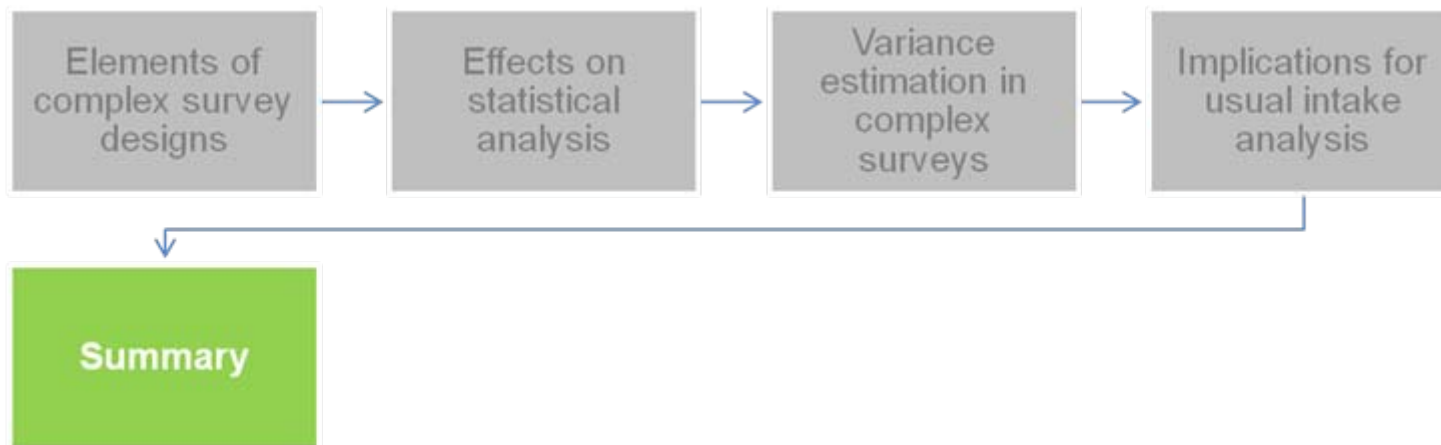 Elements of
complex survey
designs
Effects on
statistical
analysis
Variance
estimation in
complex
surveys
Implications for
usual intake
analysis
Summary